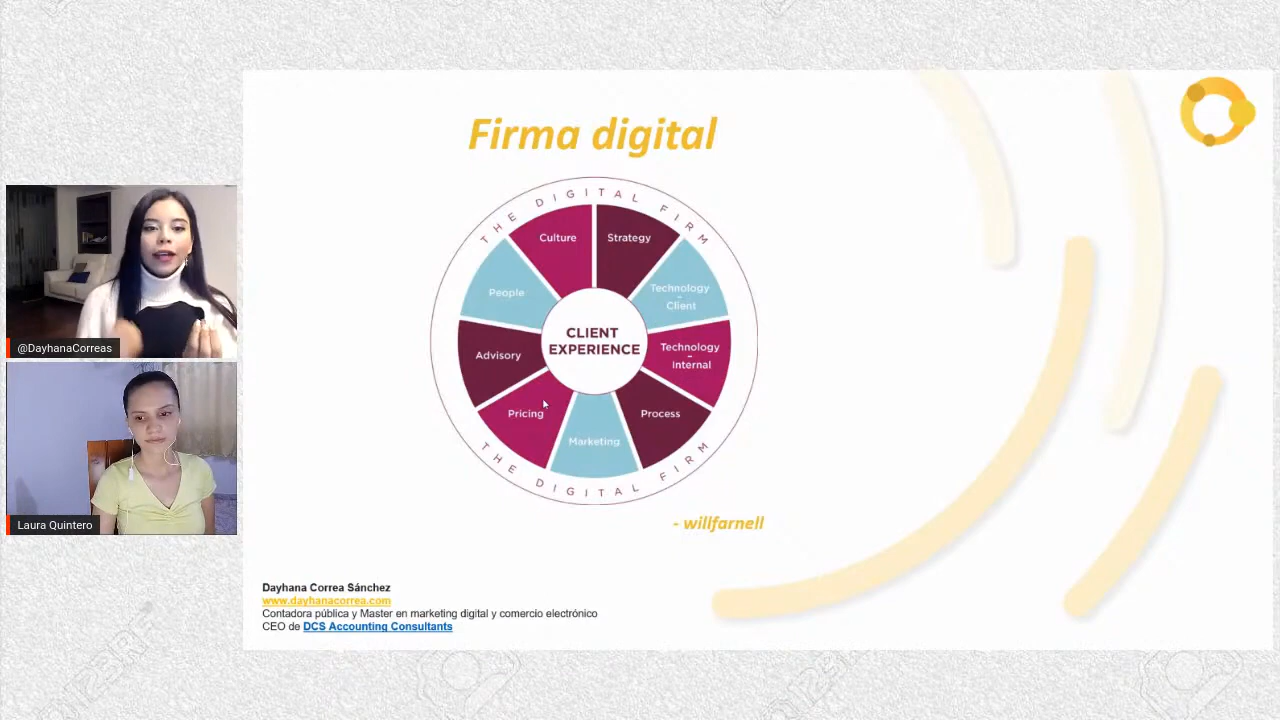 Firma digital
THE DIGITAL FIRM
Culture
Strategy
People
Technology
-
Client
Advisory
CLIENT
EXPERIENCE
Technology
-
Internal
Pricing
Process
Marketing
THE DIGITAL FIRM
- willfarnell
@DayhanaCorreas
Laura Quintero
Dayhana Correa Sánchez
www.dayhanacorrea.com
Contadora pública y Master en marketing digital y comercio electrónico
CEO de DCS Accounting Consultants